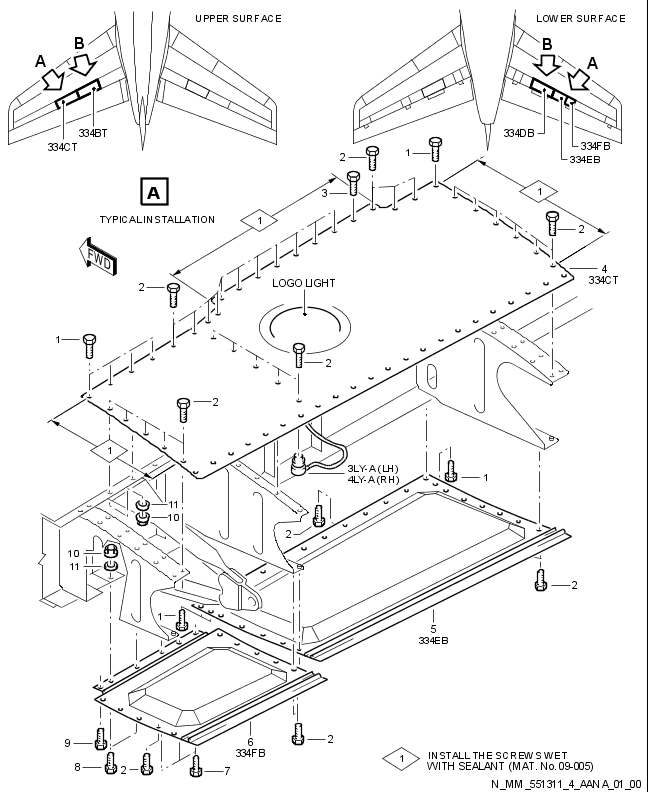 UPPER SURFACE
LOWER SURFACE
A
B
B
A
334BT
334CT
334DB
334FB
334EB
2
1
3
1
1
A
TYPICAL INSTALLATION
2
FWD
4
334CT
2
LOGO LIGHT
1
2
2
1
3LY-A (LH)
4LY-A (RH)
1
11
10
2
10
11
2
1
5
334EB
6
334FB
9
2
8
2
7
1
INSTALL THE SCREWS WET
WITH SEALANT (MAT. No. 09-005)
N_MM_551311_4_AANA_01_00